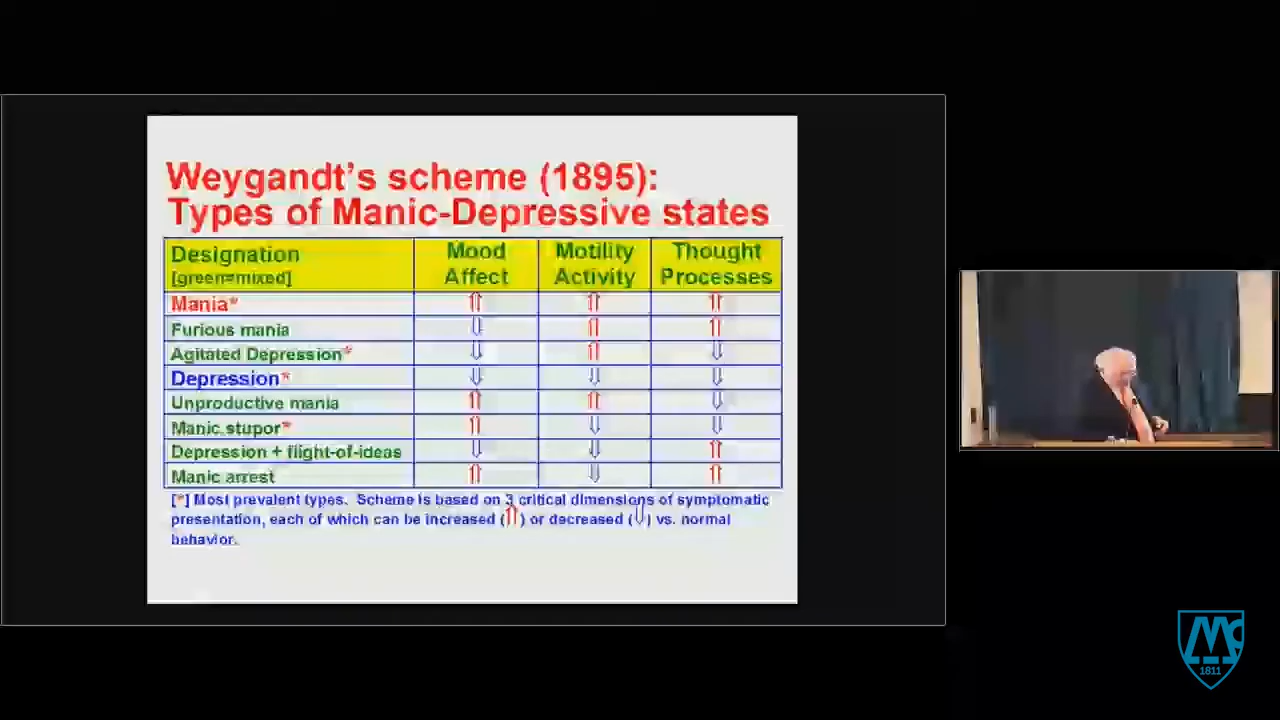 Weygandt's scheme (1895):
Types of Manic-Depressive states
Designation [green=mixed] Mood Affect Motility Activity Thought Processes
Mania* ⇑ ⇑ ⇑
Furious mania ⇓ ⇑ ⇑
Agitated Depression* ⇓ ⇑ ⇓
Depression* ⇓ ⇓ ⇓
Unproductive mania ⇑ ⇑ ⇓
Manic stupor* ⇑ ⇓ ⇓
Depression + flight-of-ideas ⇓ ⇓ ⇑
Manic arrest ⇑ ⇓ ⇑
[*] Most prevalent types. Scheme is based on 3 critical dimensions of symptomatic
presentation, each of which can be increased (⇑) or decreased (⇓) vs. normal
behavior.
1811